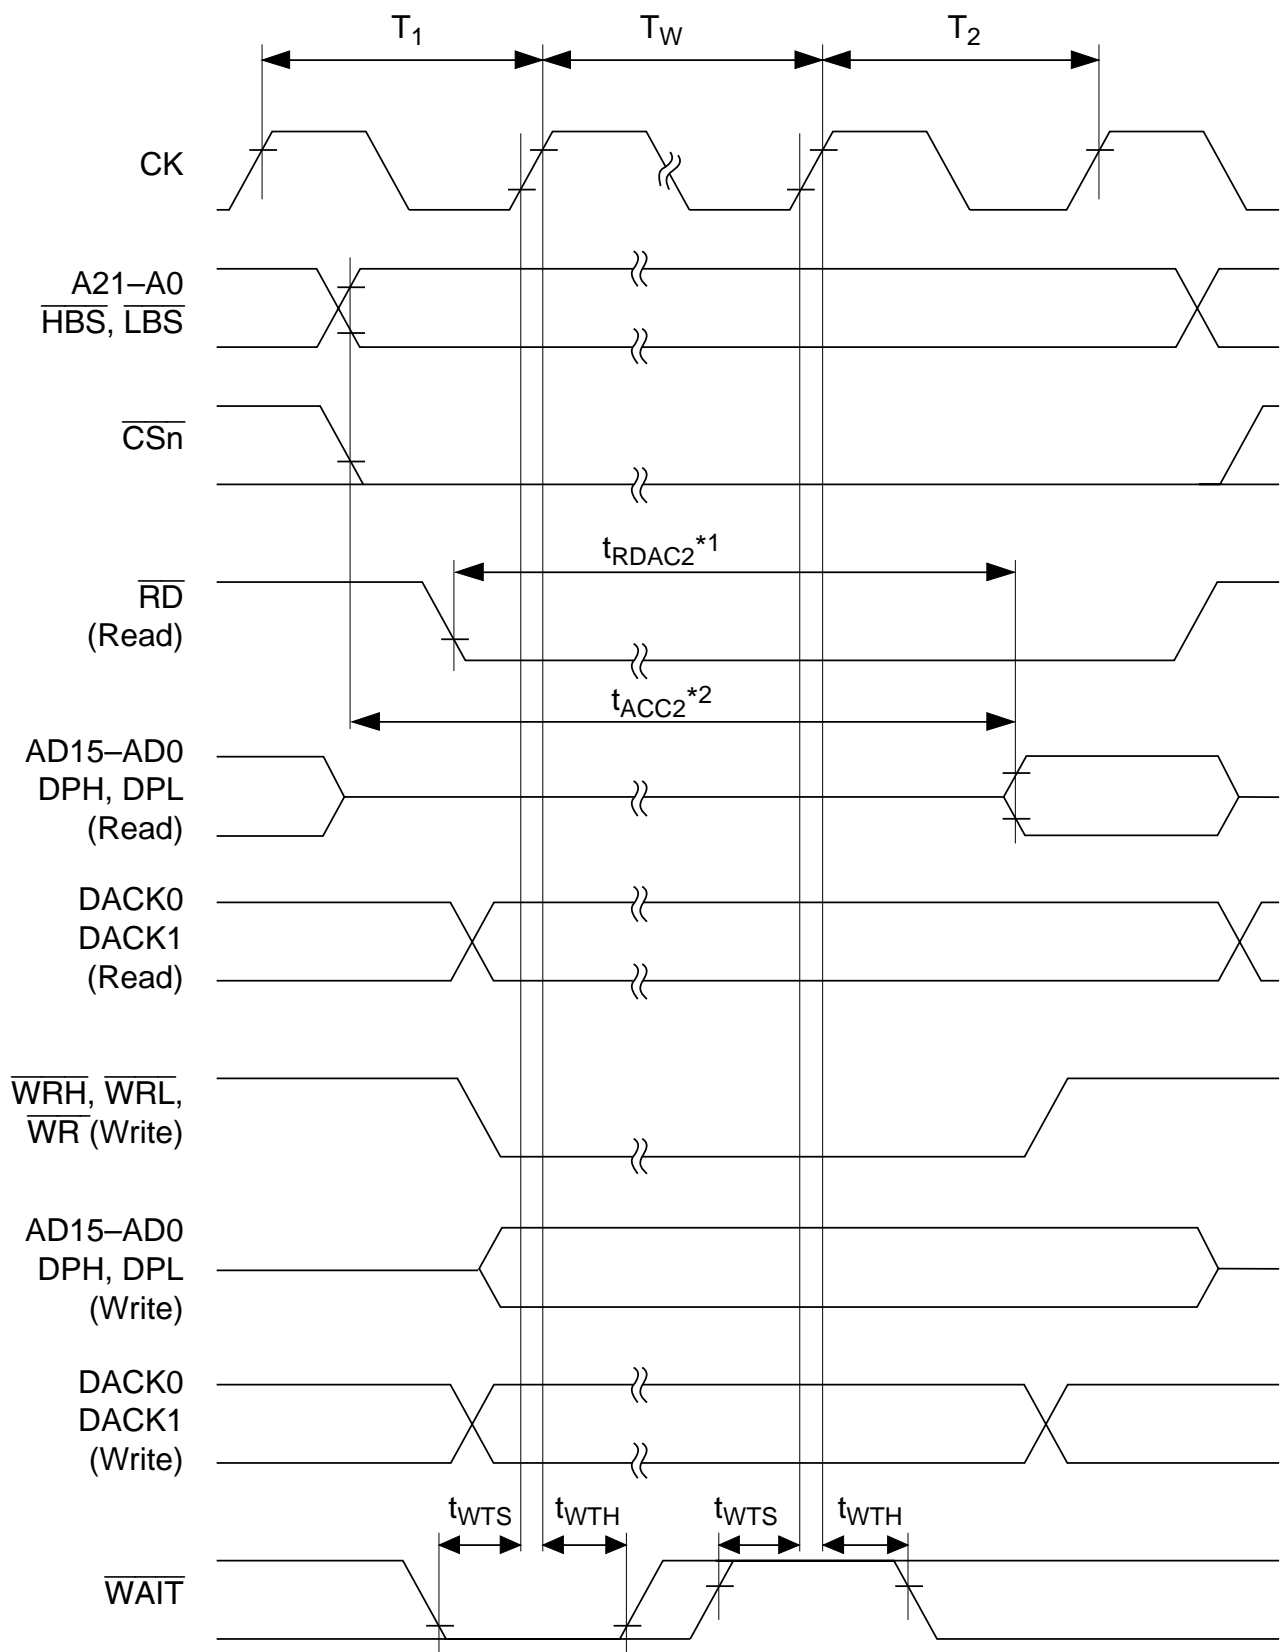 T1 TW T2
CK
A21–A0
HBS, LBS
CSn
tRDAC2*1
RD
(Read)
tACC2*2
AD15–AD0
DPH, DPL
(Read)
DACK0
DACK1
(Read)
WRH, WRL,
WR (Write)
AD15–AD0
DPH, DPL
(Write)
DACK0
DACK1
(Write)
tWTS tWTH tWTS tWTH
WAIT